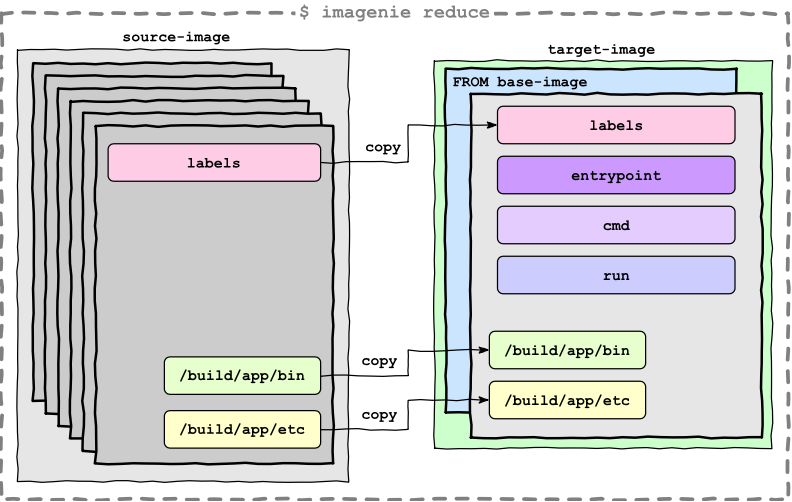 $ imagenie reduce
source-image
labels
/build/app/bin
/build/app/etc
copy
copy
copy
target-image
FROM base-image
labels
entrypoint
cmd
run
/build/app/bin
/build/app/etc